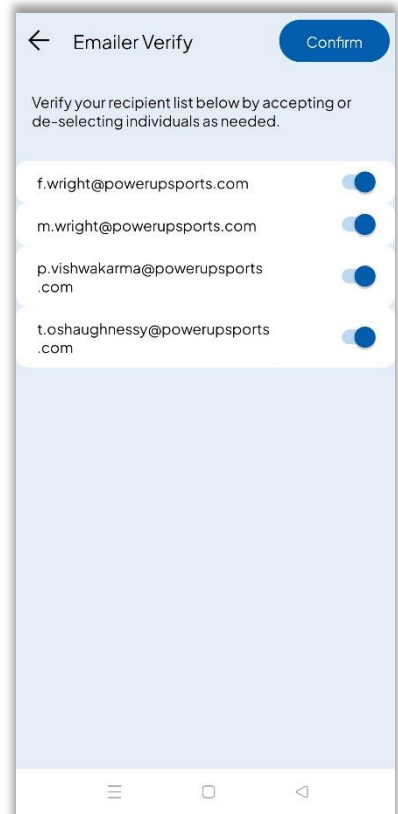 Emailer Verify
Confirm
Verify your recipient list below by accepting or
de-selecting individuals as needed.
f.wright@powerupsports.com
m.wright@powerupsports.com
p.vishwakarma@powerupsports
.com
t.oshaughnessy@powerupsports
.com